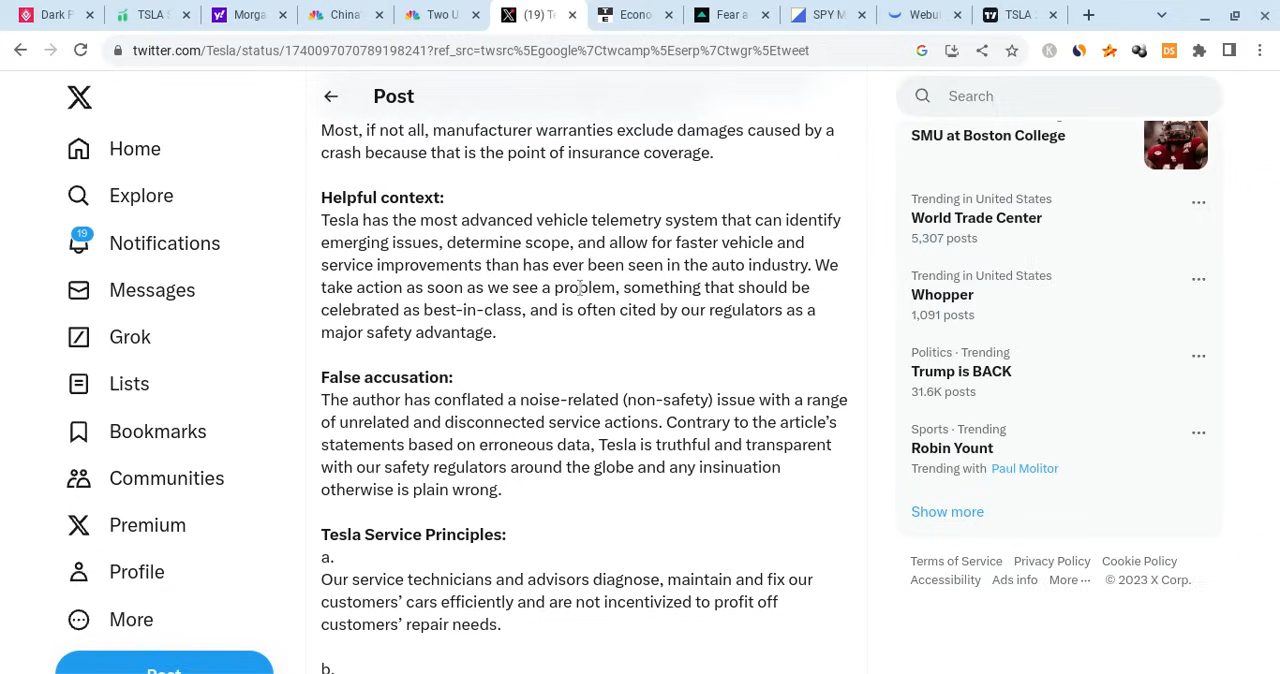 Dark P
TSLA S
Morga
China'
Two U
(19) T
Econo
Fear a
SPY M
Webul
TSLA
twitter.com/Tesla/status/1740097070789198241?ref_src=twsrc%5Egoogle%7Ctwcamp%5Eserp%7Ctwgr%5Etweet
K
DS
Post
Search
Home
Explore
19
Notifications
Messages
Grok
Lists
Bookmarks
Communities
Premium
Profile
More
Post
Most, if not all, manufacturer warranties exclude damages caused by a
crash because that is the point of insurance coverage.
Helpful context:
Tesla has the most advanced vehicle telemetry system that can identify
emerging issues, determine scope, and allow for faster vehicle and
service improvements than has ever been seen in the auto industry. We
take action as soon as we see a problem, something that should be
celebrated as best-in-class, and is often cited by our regulators as a
major safety advantage.
False accusation:
The author has conflated a noise-related (non-safety) issue with a range
of unrelated and disconnected service actions. Contrary to the article’s
statements based on erroneous data, Tesla is truthful and transparent
with our safety regulators around the globe and any insinuation
otherwise is plain wrong.
Tesla Service Principles:
a.
Our service technicians and advisors diagnose, maintain and fix our
customers’ cars efficiently and are not incentivized to profit off
customers’ repair needs.
b.
SMU at Boston College
Trending in United States
World Trade Center
5,307 posts
Trending in United States
Whopper
1,091 posts
Politics · Trending
Trump is BACK
31.6K posts
Sports · Trending
Robin Yount
Trending with Paul Molitor
Show more
Terms of Service Privacy Policy Cookie Policy
Accessibility Ads info More ··· © 2023 X Corp.